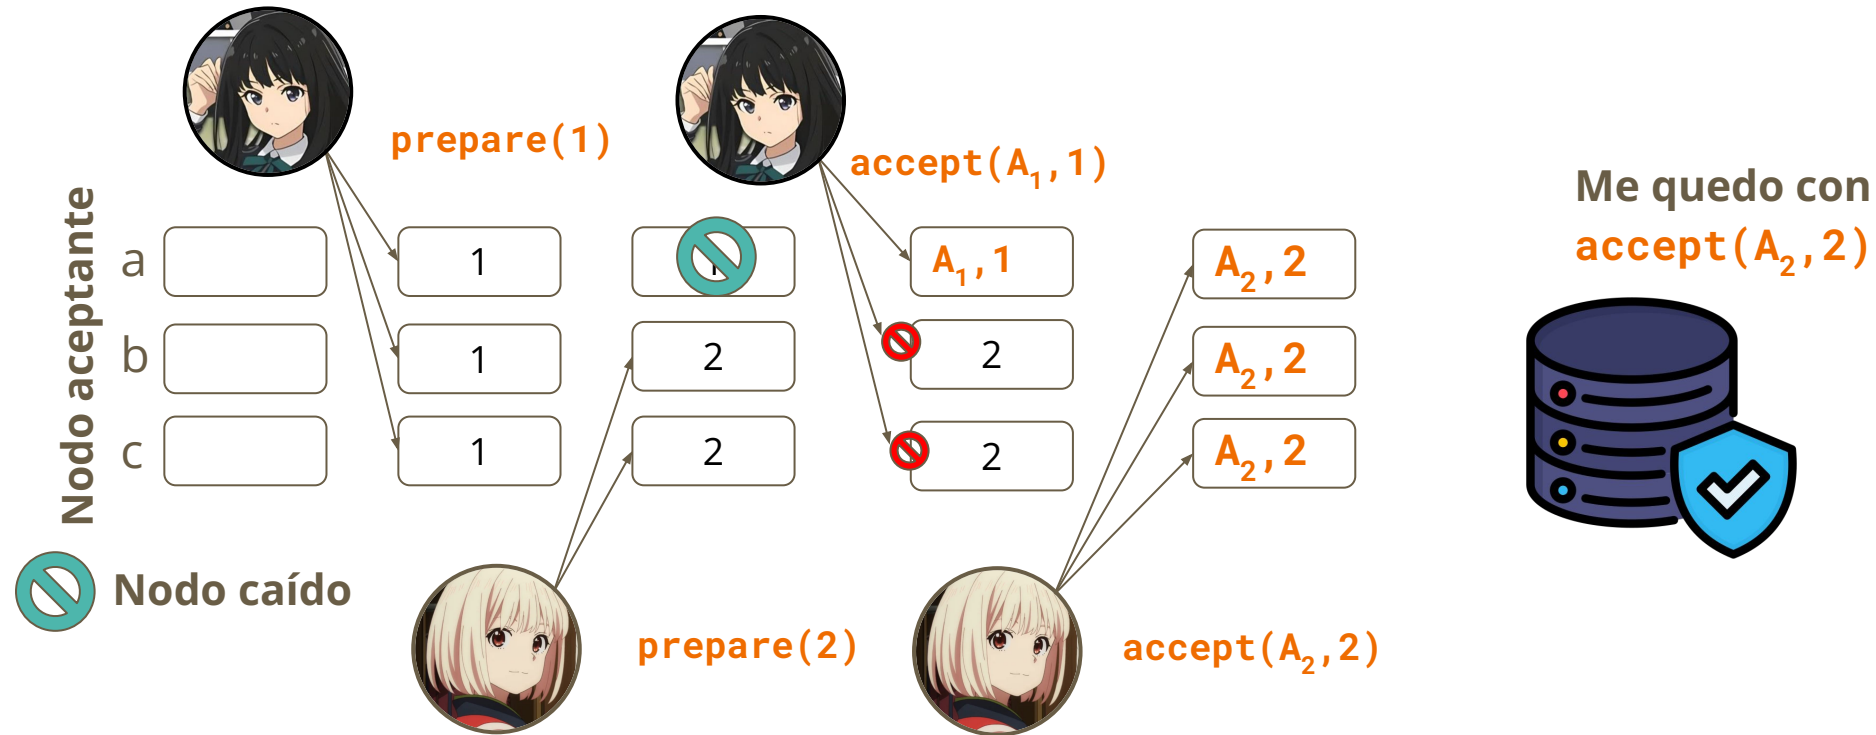 prepare(1)
accept(A1,1)
Me quedo con
accept(A2,2)
Nodo aceptante
a
1
A1,1
A2,2
b
1
2
2
A2,2
c
1
2
2
A2,2
Nodo caído
prepare(2)
accept(A2,2)